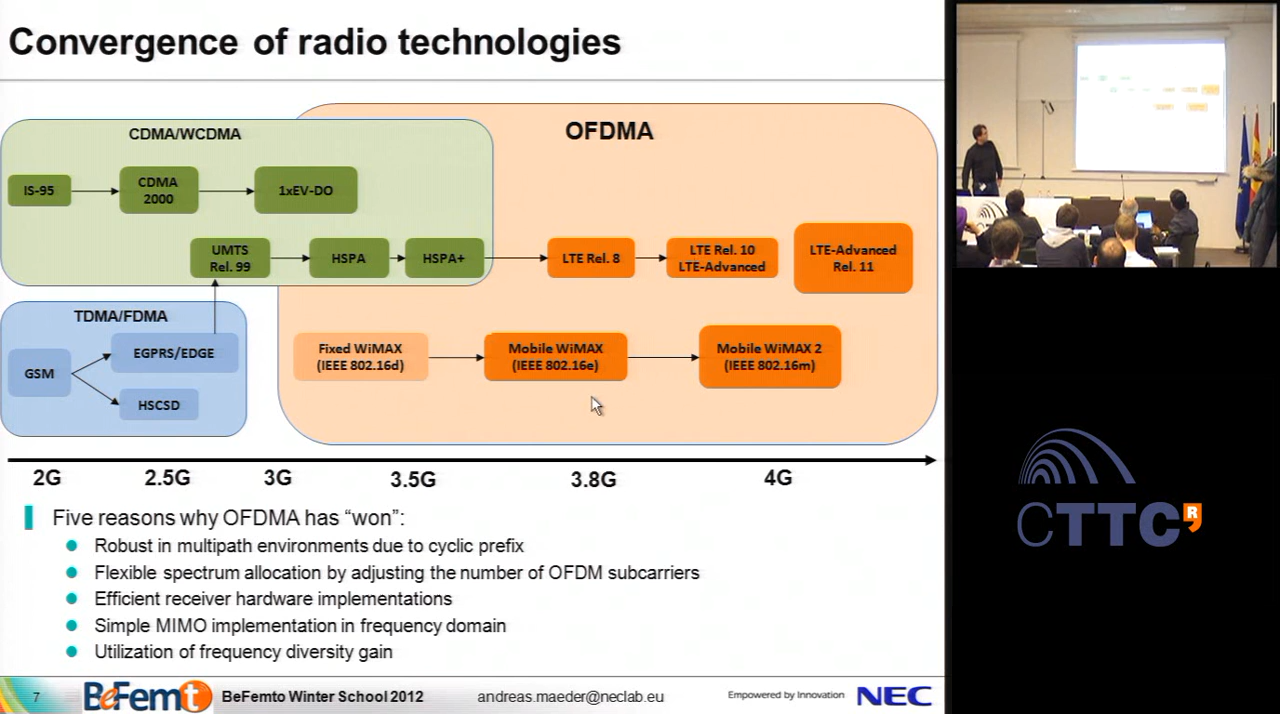 Convergence of radio technologies
CDMA/WCDMA
OFDMA
IS-95
CDMA
2000
1xEV-DO
UMTS
Rel. 99
HSPA
HSPA+
LTE Rel. 8
LTE Rel. 10
LTE-Advanced
LTE-Advanced
Rel. 11
TDMA/FDMA
GSM
EGPRS/EDGE
HSCSD
Fixed WiMAX
(IEEE 802.16d)
Mobile WiMAX
(IEEE 802.16e)
Mobile WiMAX 2
(IEEE 802.16m)
2G 2.5G 3G 3.5G 3.8G 4G
Five reasons why OFDMA has “won”:
Robust in multipath environments due to cyclic prefix
Flexible spectrum allocation by adjusting the number of OFDM subcarriers
Efficient receiver hardware implementations
Simple MIMO implementation in frequency domain
Utilization of frequency diversity gain
7 BeFemt BeFemto Winter School 2012 andreas.maeder@neclab.eu Empowered by Innovation NEC
CTTC R